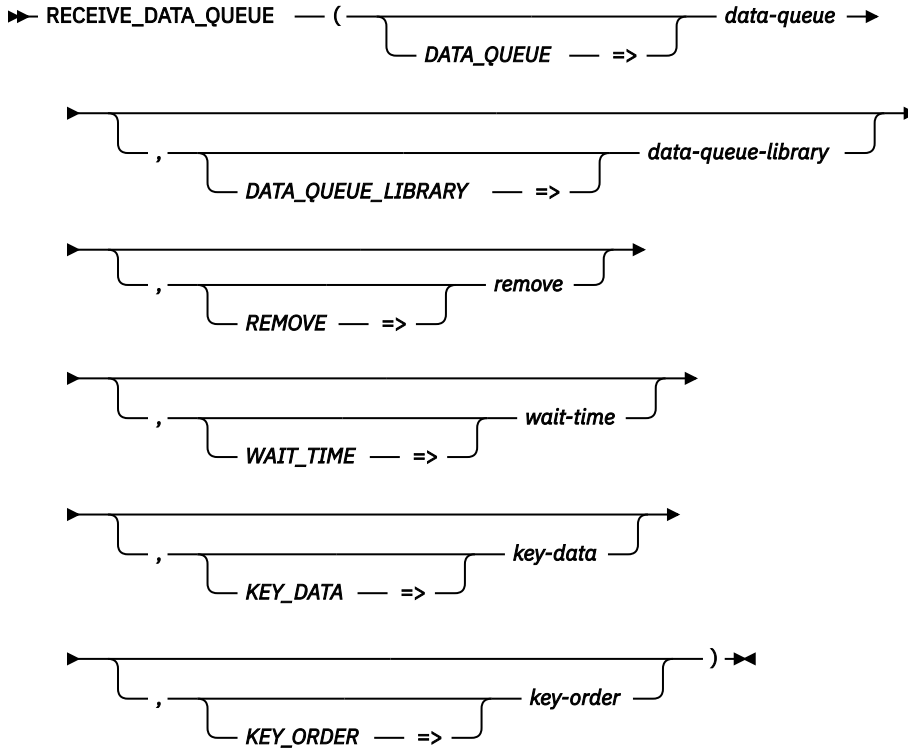 RECEIVE_DATA_QUEUE ( data-queue
DATA_QUEUE =>
, data-queue-library
DATA_QUEUE_LIBRARY =>
, remove
REMOVE =>
, wait-time
WAIT_TIME =>
, key-data
KEY_DATA =>
)
, key-order
KEY_ORDER =>